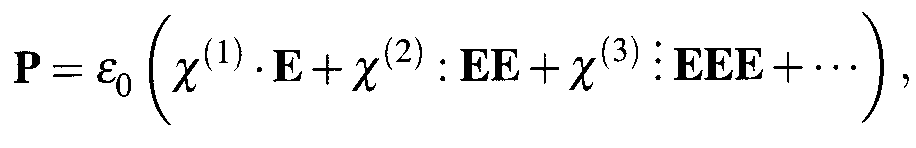 P = ε₀ ( χ⁽¹⁾ · E + χ⁽²⁾ : EE + χ⁽³⁾ ⋮ EEE + ⋯ ) ,